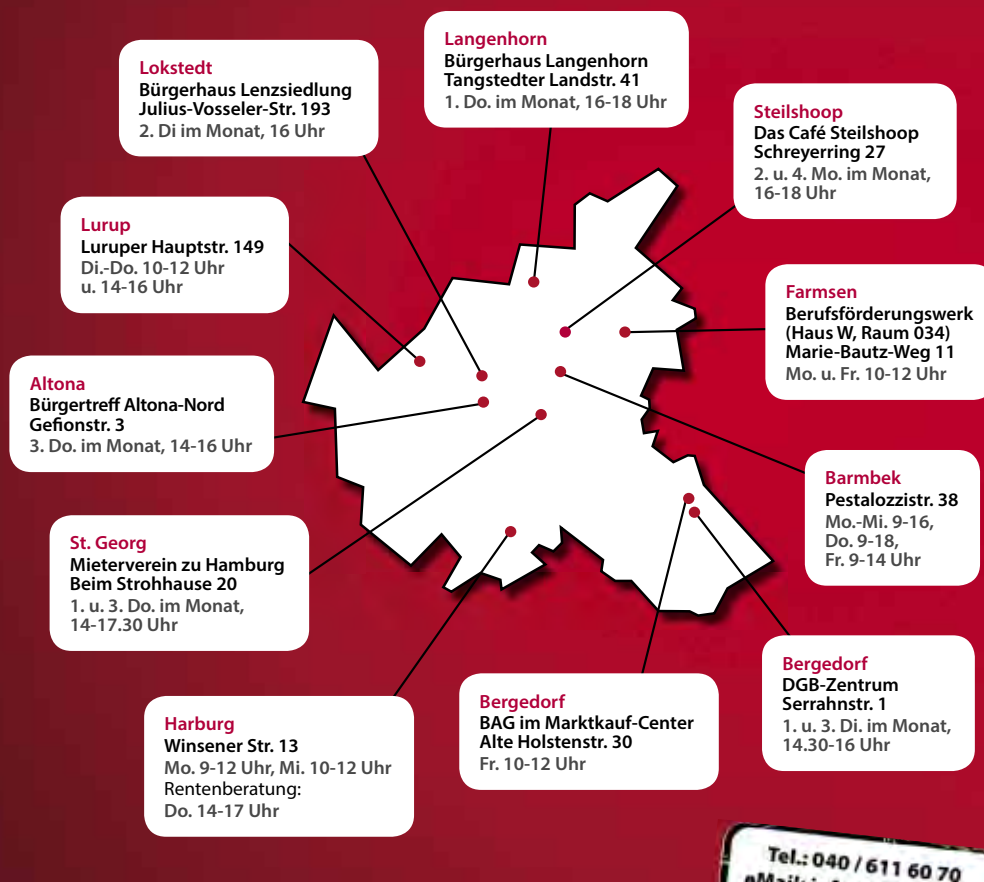 Langenhorn
Bürgerhaus Langenhorn
Tangstedter Landstr. 41
1. Do. im Monat, 16-18 Uhr
Lokstedt
Bürgerhaus Lenzsiedlung
Julius-Vosseler-Str. 193
2. Di im Monat, 16 Uhr
Steilshoop
Das Café Steilshoop
Schreyerring 27
2. u. 4. Mo. im Monat,
16-18 Uhr
Lurup
Luruper Hauptstr. 149
Di.-Do. 10-12 Uhr
u. 14-16 Uhr
Farmsen
Berufsförderungswerk
(Haus W, Raum 034)
Marie-Bautz-Weg 11
Mo. u. Fr. 10-12 Uhr
Altona
Bürgertreff Altona-Nord
Gefionstr. 3
3. Do. im Monat, 14-16 Uhr
Barmbek
Pestalozzistr. 38
Mo.-Mi. 9-16,
Do. 9-18,
Fr. 9-14 Uhr
St. Georg
Mieterverein zu Hamburg
Beim Strohhause 20
1. u. 3. Do. im Monat,
14-17.30 Uhr
Bergedorf
DGB-Zentrum
Serrahnstr. 1
1. u. 3. Di. im Monat,
14.30-16 Uhr
Bergedorf
BAG im Marktkauf-Center
Alte Holstenstr. 30
Fr. 10-12 Uhr
Harburg
Winsener Str. 13
Mo. 9-12 Uhr, Mi. 10-12 Uhr
Rentenberatung:
Do. 14-17 Uhr
Tel.: 040 / 611 60 70